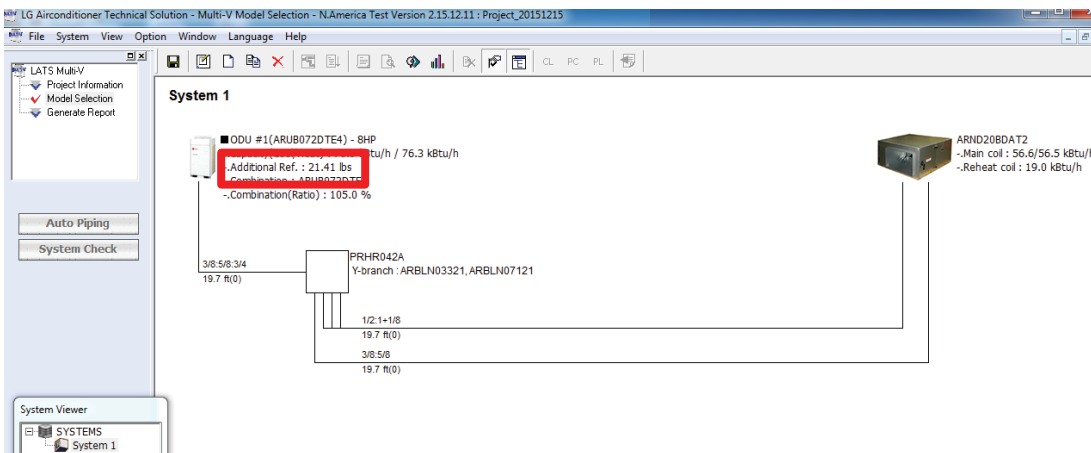 LG Airconditioner Technical Solution - Multi-V Model Selection - N.America Test Version 2.15.12.11 : Project_20151215
File System View Option Window Language Help
LATS Multi-V
Project Information
Model Selection
Generate Report
CL PC PL
System 1
ODU #1(ARUB072DTE4) - 8HP
tu/h / 76.3 kBtu/h
-.Additional Ref. : 21.41 lbs
-.Combination : ARUB072DTE
-.Combination(Ratio) : 105.0 %
ARND20BDAT2
-.Main coil : 56.6/56.5 kBtu/h
-.Reheat coil : 19.0 kBtu/h
Auto Piping
System Check
3/8:5/8:3/4
19.7 ft(0)
PRHR042A
Y-branch : ARBLN03321, ARBLN07121
1/2:1+1/8
19.7 ft(0)
3/8:5/8
19.7 ft(0)
System Viewer
SYSTEMS
System 1